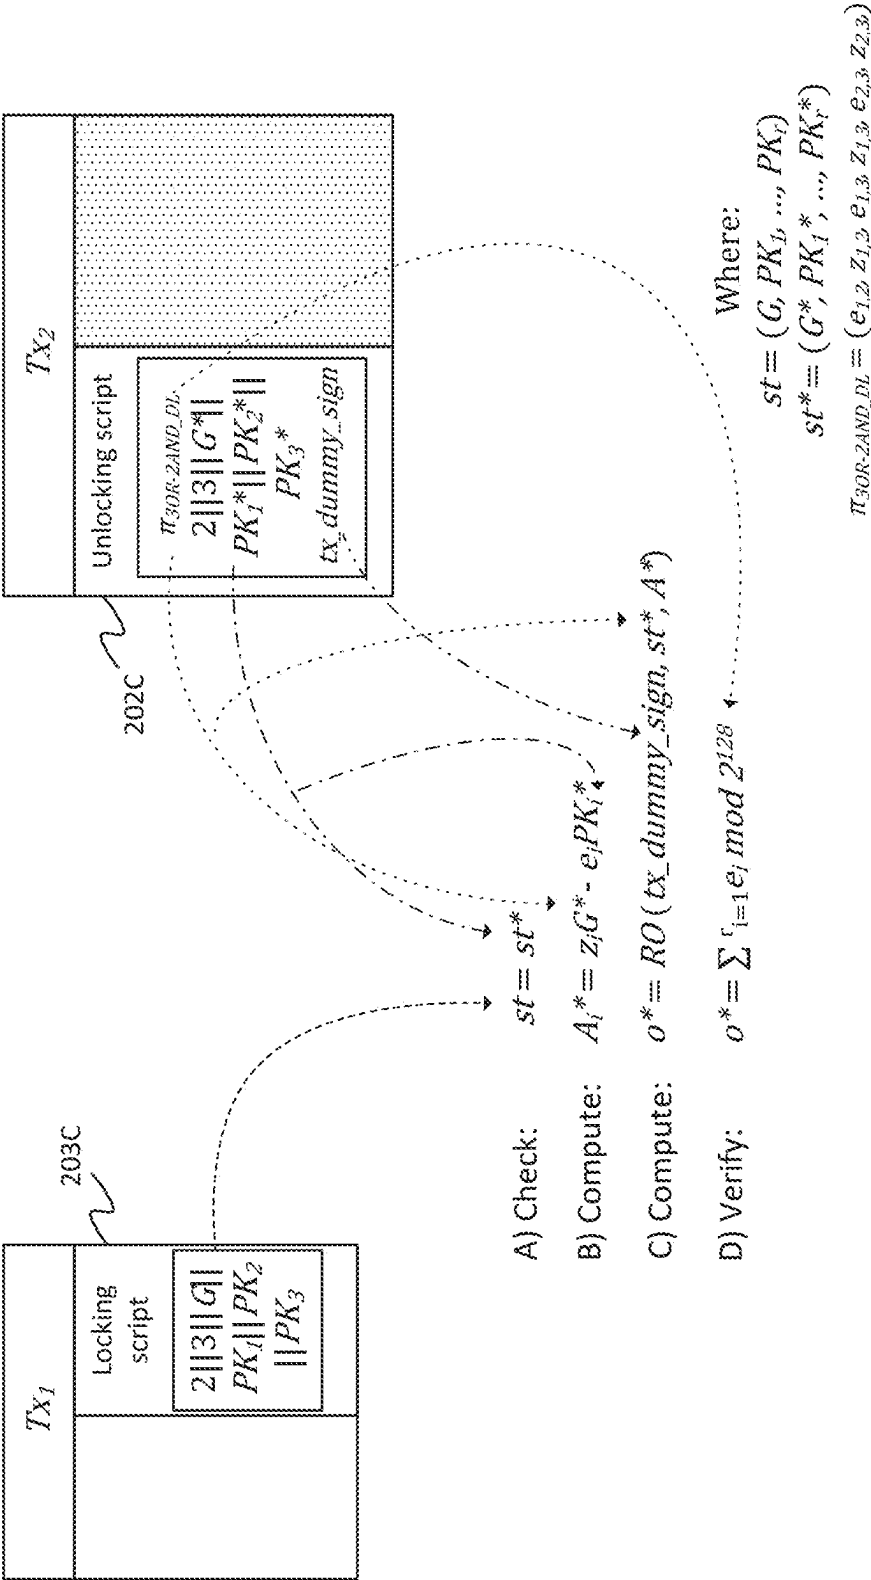 Tx₁
Locking
script
2||3||G||
PK₁||PK₂
||PK₃
203C
Tx₂
Unlocking script
π₃OR-2AND_DL
2||3||G*||
PK₁*||PK₂*||
PK₃*
tx_dummy_sign
202C
A) Check: st = st*
B) Compute: Aᵢ* = zᵢG* - eᵢPKᵢ*
C) Compute: o* = RO(tx_dummy_sign, st*, A*)
D) Verify: o* = ∑ʳᵢ₌₁eᵢ mod 2¹²⁸
Where:
st = (G, PK₁, ..., PKᵣ)
st* = (G*, PK₁*, ..., PKᵣ*)
π₃OR-2AND_DL = (e₁,₂, z₁,₂, e₁,₃, z₁,₃, e₂,₃, z₂,₃,)